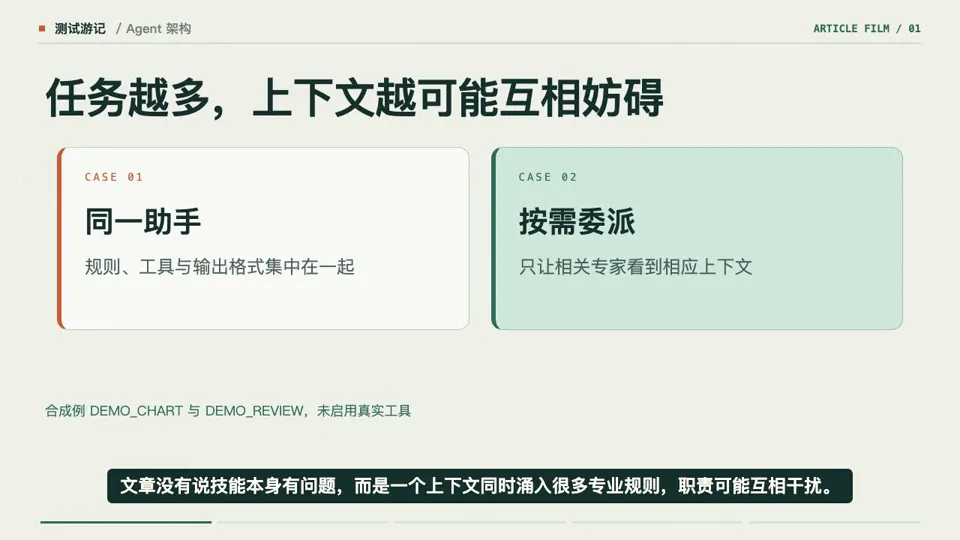 测试游记 / Agent 架构
ARTICLE FILM / 01
任务越多，上下文越可能互相妨碍
CASE 01
同一助手
规则、工具与输出格式集中在一起
CASE 02
按需委派
只让相关专家看到相应上下文
合成例 DEMO_CHART 与 DEMO_REVIEW，未启用真实工具
文章没有说技能本身有问题，而是一个上下文同时涌入很多专业规则，职责可能互相干扰。